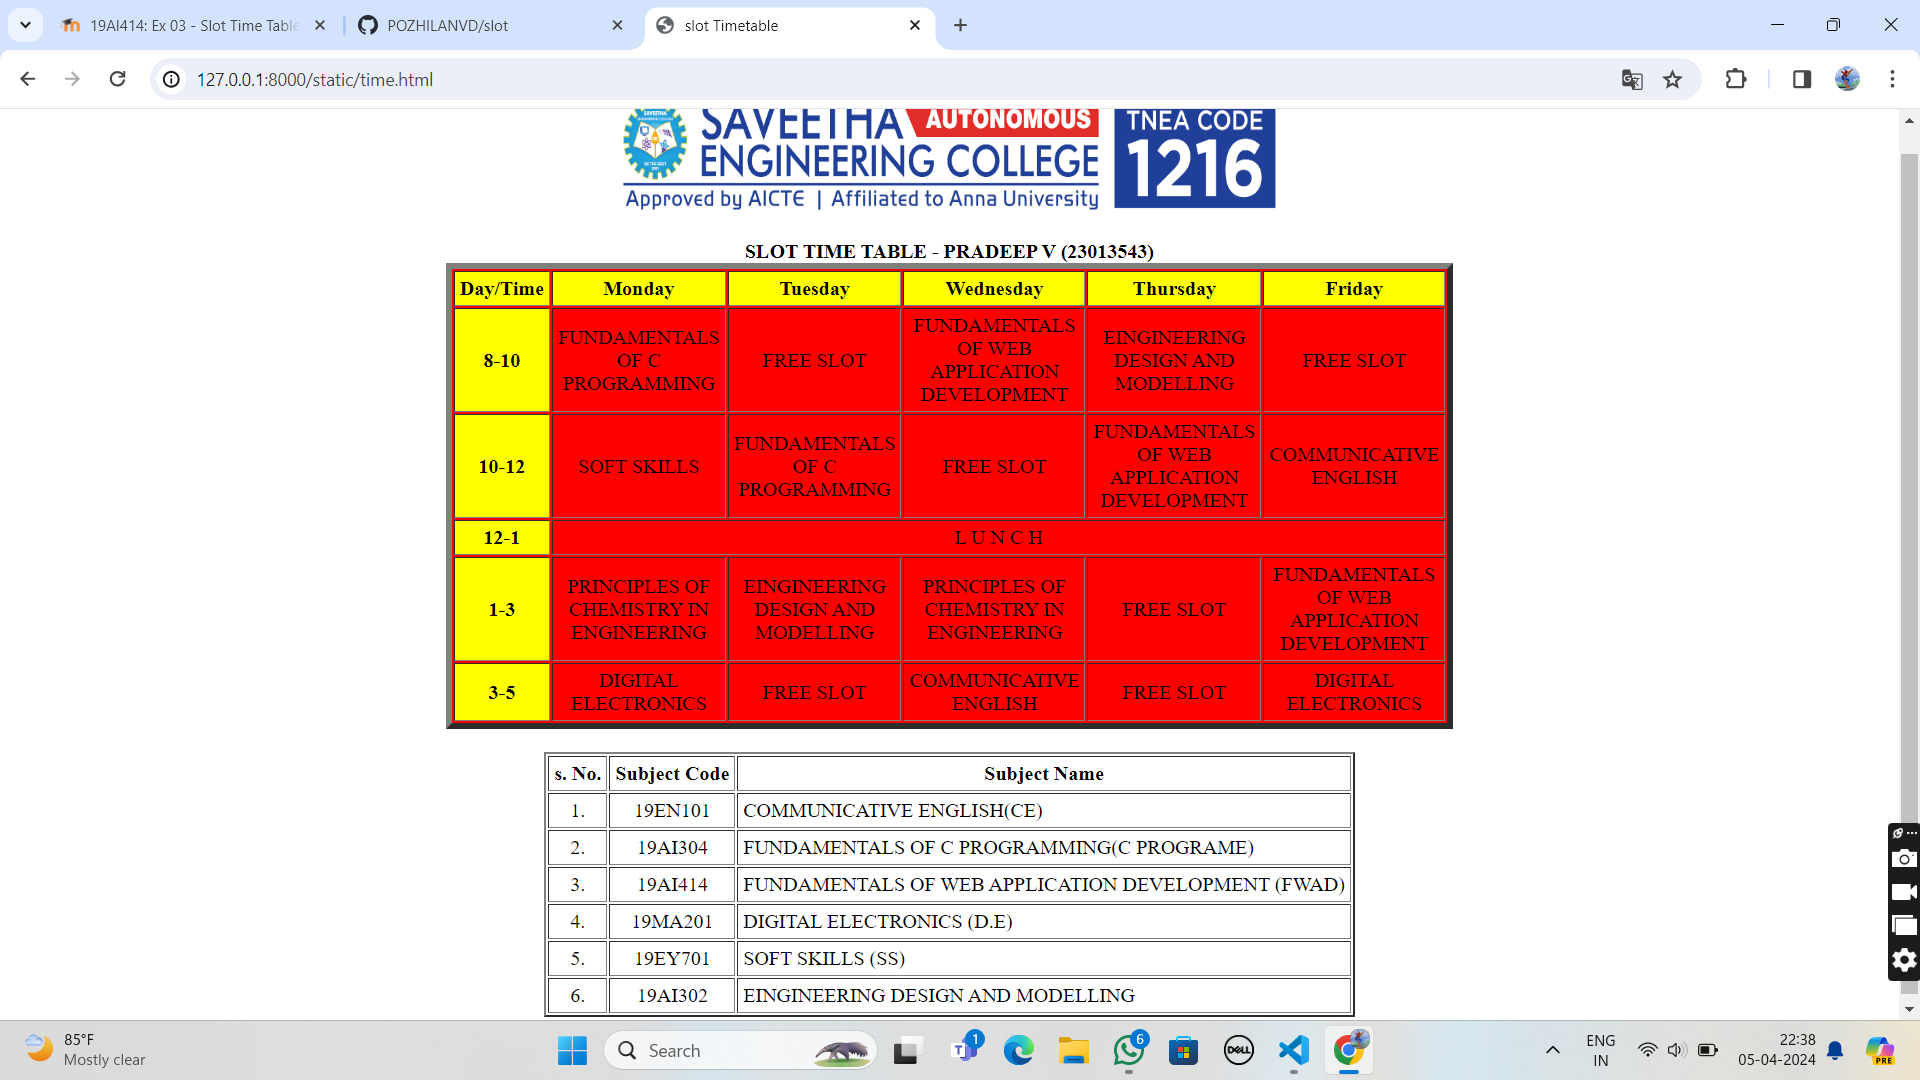 19AI414: Ex 03 - Slot Time Table
POZHILANVD/slot
slot Timetable
127.0.0.1:8000/static/time.html
SAVEETHA AUTONOMOUS
ENGINEERING COLLEGE
Approved by AICTE | Affiliated to Anna University
TNEA CODE
1216
SLOT TIME TABLE - PRADEEP V (23013543)
Day/Time Monday Tuesday Wednesday Thursday Friday
8-10 FUNDAMENTALS OF C PROGRAMMING FREE SLOT FUNDAMENTALS OF WEB APPLICATION DEVELOPMENT EINGINEERING DESIGN AND MODELLING FREE SLOT
10-12 SOFT SKILLS FUNDAMENTALS OF C PROGRAMMING FREE SLOT FUNDAMENTALS OF WEB APPLICATION DEVELOPMENT COMMUNICATIVE ENGLISH
12-1 L U N C H
1-3 PRINCIPLES OF CHEMISTRY IN ENGINEERING EINGINEERING DESIGN AND MODELLING PRINCIPLES OF CHEMISTRY IN ENGINEERING FREE SLOT FUNDAMENTALS OF WEB APPLICATION DEVELOPMENT
3-5 DIGITAL ELECTRONICS FREE SLOT COMMUNICATIVE ENGLISH FREE SLOT DIGITAL ELECTRONICS
s. No. Subject Code Subject Name
1. 19EN101 COMMUNICATIVE ENGLISH(CE)
2. 19AI304 FUNDAMENTALS OF C PROGRAMMING(C PROGRAME)
3. 19AI414 FUNDAMENTALS OF WEB APPLICATION DEVELOPMENT (FWAD)
4. 19MA201 DIGITAL ELECTRONICS (D.E)
5. 19EY701 SOFT SKILLS (SS)
6. 19AI302 EINGINEERING DESIGN AND MODELLING
85°F
Mostly clear
Search
1
6
DELL
ENG
IN
22:38
05-04-2024
PRE